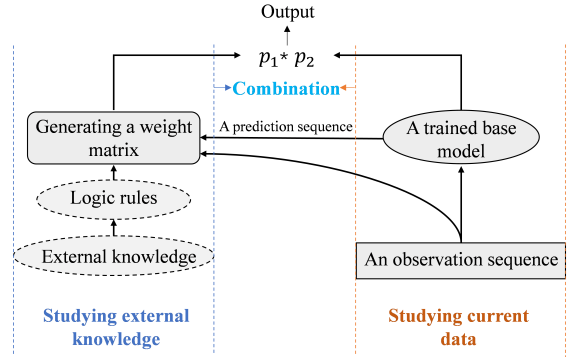 Output
p₁* p₂
Combination
Generating a weight
matrix
A prediction sequence
A trained base
model
Logic rules
External knowledge
An observation sequence
Studying external
knowledge
Studying current
data